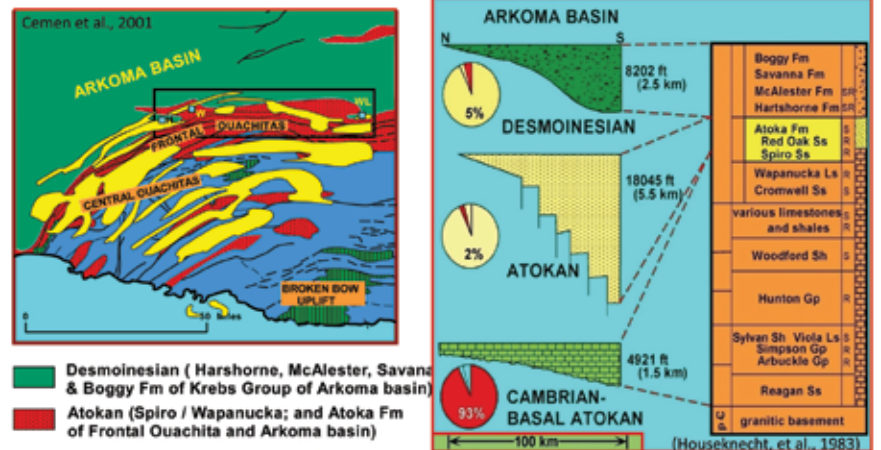 Cemen et al., 2001
ARKOMA BASIN
W
WL
FRONTAL OUACHITAS
CENTRAL OUACHITAS
BROKEN BOW
UPLIFT
0
50 Miles
Desmoinesian ( Harshorne, McAlester, Savana
& Boggy Fm of Krebs Group of Arkoma basin)
Atokan (Spiro / Wapanucka; and Atoka Fm
of Frontal Ouachita and Arkoma basin)
ARKOMA BASIN
N
S
8202 ft
(2.5 km)
5%
DESMOINESIAN
18045 ft
(5.5 km)
2%
ATOKAN
4921 ft
(1.5 km)
93%
CAMBRIAN-
BASAL ATOKAN
100 km
Boggy Fm
Savanna Fm
McAlester Fm SR
Hartshorne Fm SR
Atoka Fm S
Red Oak Ss R
Spiro Ss R
Wapanucka Ls R
Cromwell Ss S
various limestones S
and shales R
Woodford Sh S
Hunton Gp R
Sylvan Sh Viola Ls S
Simpson Gp R
Arbuckle Gp R
Reagan Ss
p C
granitic basement
(Houseknecht, et al., 1983)